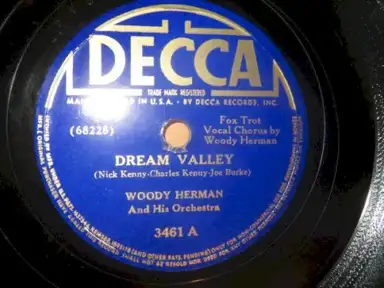 DECCA
TRADE MARK REGISTERED
IN U.S.A. - BY DECCA RECORDS, INC.
(68228)
Fox Trot
Vocal Chorus by
Woody Herman
DREAM VALLEY
(Nick Kenny-Charles Kenny-Joe Burke)
WOODY HERMAN
And His Orchestra
3461 A